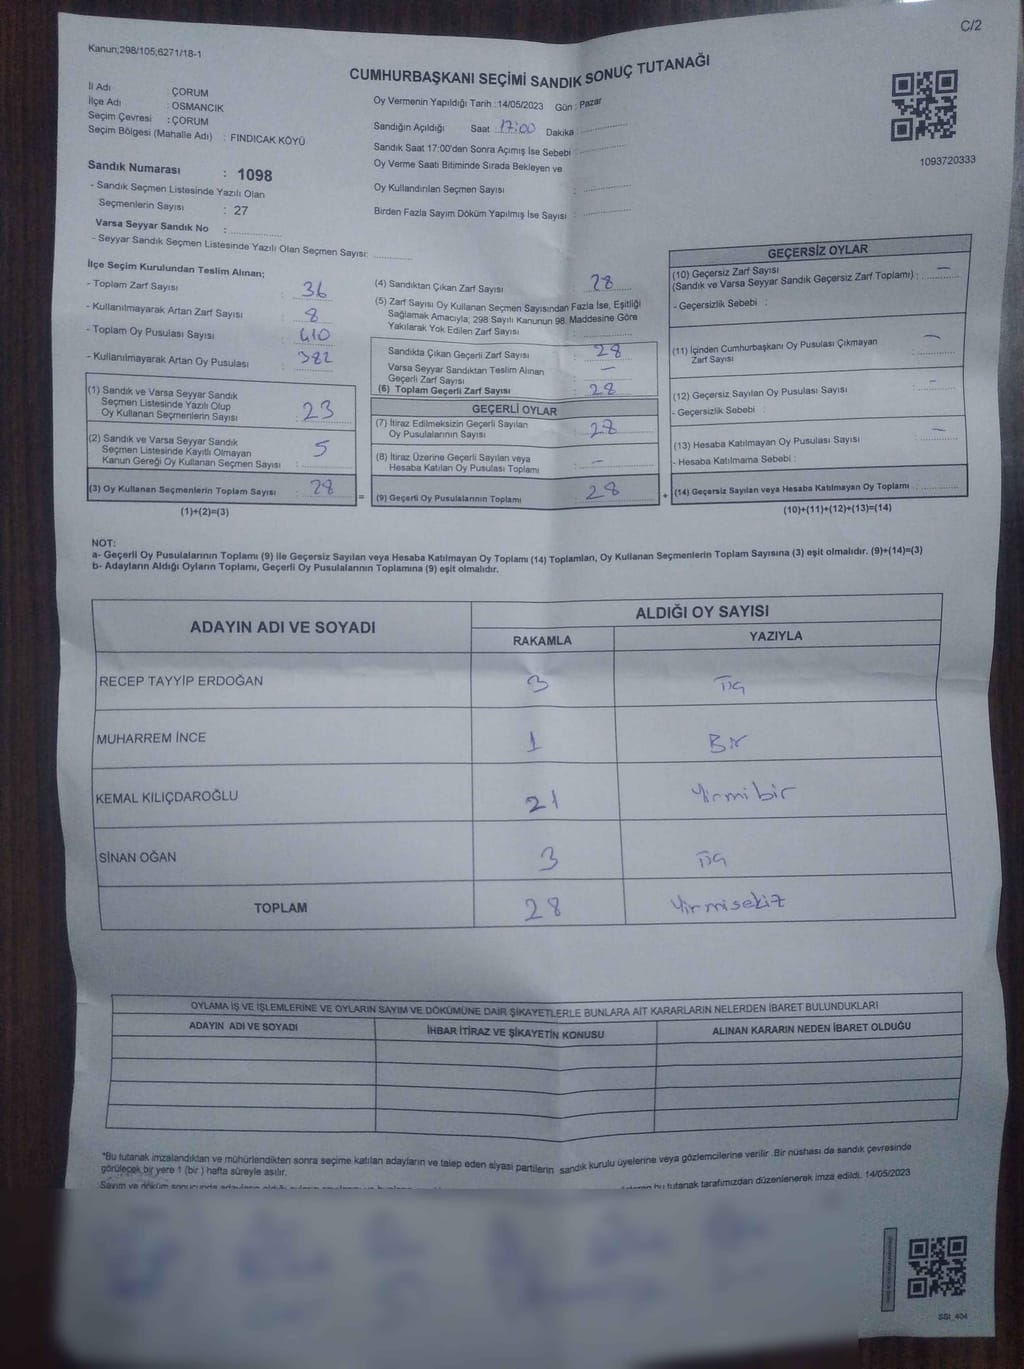 C/2
Kanun;298/105;6271/18-1
CUMHURBAŞKANI SEÇİMİ SANDIK SONUÇ TUTANAĞI
İl Adı : ÇORUM
İlçe Adı : OSMANCIK
Seçim Çevresi : ÇORUM
Seçim Bölgesi (Mahalle Adı) : FINDICAK KÖYÜ
Sandık Numarası : 1098
- Sandık Seçmen Listesinde Yazılı Olan
Seçmenlerin Sayısı : 27
Varsa Seyyar Sandık No :
- Seyyar Sandık Seçmen Listesinde Yazılı Olan Seçmen Sayısı:
Oy Vermenin Yapıldığı Tarih :14/05/2023 Gün : Pazar
Sandığın Açıldığı Saat : 17:00 Dakika :
Sandık Saat 17:00'den Sonra Açımış İse Sebebi :
Oy Verme Saati Bitiminde Sırada Bekleyen ve
Oy Kullandırılan Seçmen Sayısı :
Birden Fazla Sayım Döküm Yapılmış İse Sayısı :
1093720333
İlçe Seçim Kurulundan Teslim Alınan;
- Toplam Zarf Sayısı : 36
- Kullanılmayarak Artan Zarf Sayısı : 8
- Toplam Oy Pusulası Sayısı : 410
- Kullanılmayarak Artan Oy Pusulası : 382
(1) Sandık ve Varsa Seyyar Sandık
Seçmen Listesinde Yazılı Olup
Oy Kullanan Seçmenlerin Sayısı : 23
(2) Sandık ve Varsa Seyyar Sandık
Seçmen Listesinde Kayıtlı Olmayan
Kanun Gereği Oy Kullanan Seçmen Sayısı : 5
(3) Oy Kullanan Seçmenlerin Toplam Sayısı : 28
(1)+(2)=(3)
(4) Sandıktan Çıkan Zarf Sayısı : 28
(5) Zarf Sayısı Oy Kullanan Seçmen Sayısından Fazla İse, Eşitliği
Sağlamak Amacıyla, 298 Sayılı Kanunun 98. Maddesine Göre
Yakılarak Yok Edilen Zarf Sayısı :
Sandıkta Çıkan Geçerli Zarf Sayısı : 28
Varsa Seyyar Sandıktan Teslim Alınan
Geçerli Zarf Sayısı : -
(6) Toplam Geçerli Zarf Sayısı : 28
GEÇERLİ OYLAR
(7) İtiraz Edilmeksizin Geçerli Sayılan
Oy Pusulalarının Sayısı : 28
(8) İtiraz Üzerine Geçerli Sayılan veya
Hesaba Katılan Oy Pusulası Toplamı : -
= (9) Geçerli Oy Pusulalarının Toplamı : 28
GEÇERSİZ OYLAR
(10) Geçersiz Zarf Sayısı
(Sandık ve Varsa Seyyar Sandık Geçersiz Zarf Toplamı) : -
- Geçersizlik Sebebi :
(11) İçinden Cumhurbaşkanı Oy Pusulası Çıkmayan
Zarf Sayısı : -
(12) Geçersiz Sayılan Oy Pusulası Sayısı : -
- Geçersizlik Sebebi :
(13) Hesaba Katılmayan Oy Pusulası Sayısı : -
- Hesaba Katılmama Sebebi :
+ (14) Geçersiz Sayılan veya Hesaba Katılmayan Oy Toplamı :
(10)+(11)+(12)+(13)=(14)
NOT:
a- Geçerli Oy Pusulalarının Toplamı (9) ile Geçersiz Sayılan veya Hesaba Katılmayan Oy Toplamı (14) Toplamları, Oy Kullanan Seçmenlerin Toplam Sayısına (3) eşit olmalıdır. (9)+(14)=(3)
b- Adayların Aldığı Oyların Toplamı, Geçerli Oy Pusulalarının Toplamına (9) eşit olmalıdır.
ADAYIN ADI VE SOYADI ALDIĞI OY SAYISI
RAKAMLA YAZIYLA
RECEP TAYYİP ERDOĞAN 3 Üç
MUHARREM İNCE 1 Bir
KEMAL KILIÇDAROĞLU 21 Yirmibir
SİNAN OĞAN 3 Üç
TOPLAM 28 Yirmisekiz
OYLAMA İŞ VE İŞLEMLERİNE VE OYLARIN SAYIM VE DÖKÜMÜNE DAİR ŞİKAYETLERLE BUNLARA AİT KARARLARIN NELERDEN İBARET BULUNDUKLARI
ADAYIN ADI VE SOYADI İHBAR İTİRAZ VE ŞİKAYETİN KONUSU ALINAN KARARIN NEDEN İBARET OLDUĞU
*Bu tutanak imzalandıktan ve mühürlendikten sonra seçime katılan adayların ve talep eden siyasi partilerin sandık kurulu üyelerine veya gözlemcilerine verilir .Bir nüshası da sandık çevresinde
görülecek bir yere 1 (bir ) hafta süreyle asılır.
Sayım ve döküm sonucunda bu tutanak tarafımızdan düzenlenerek imza edildi. 14/05/2023